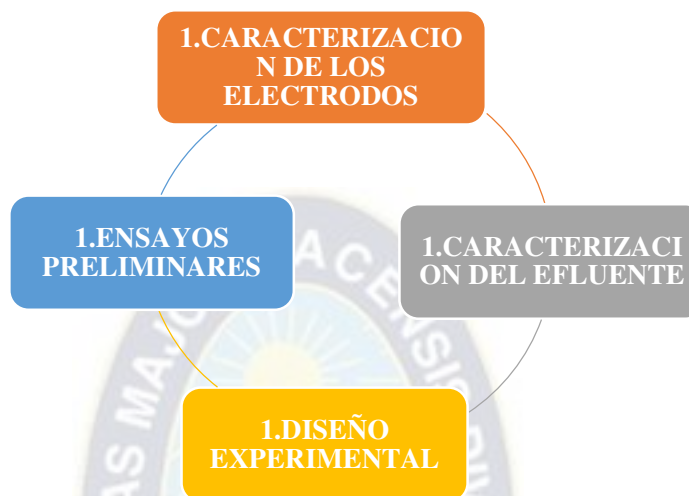 1.CARACTERIZACIO
N DE LOS
ELECTRODOS
1.ENSAYOS
PRELIMINARES
1.CARACTERIZACI
ON DEL EFLUENTE
1.DISEÑO
EXPERIMENTAL